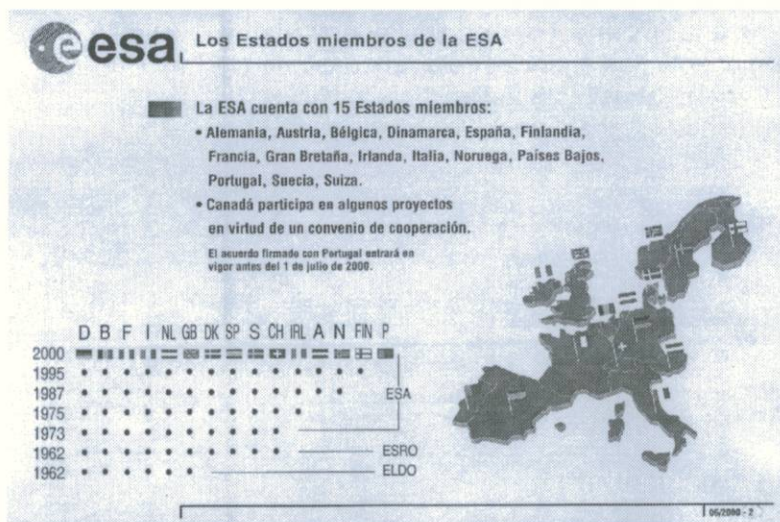 esa
Los Estados miembros de la ESA
La ESA cuenta con 15 Estados miembros:
• Alemania, Austria, Bélgica, Dinamarca, España, Finlandia,
Francia, Gran Bretaña, Irlanda, Italia, Noruega, Países Bajos,
Portugal, Suecia, Suiza.
• Canadá participa en algunos proyectos
en virtud de un convenio de cooperación.
El acuerdo firmado con Portugal entrará en
vigor antes del 1 de julio de 2000.
D B F I NL GB DK SP S CH IRL A N FIN P
2000
1995
1987
ESA
1975
1973
1962 ESRO
1962 ELDO
05/2000 - 2